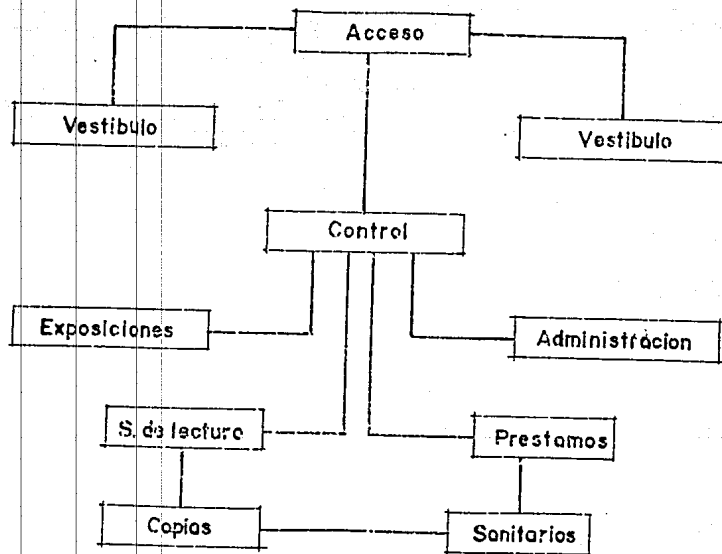 Acceso
Vestibulo
Vestibulo
Control
Exposiciones
Administracion
S. de lectura
Prestamos
Copias
Sanitarios